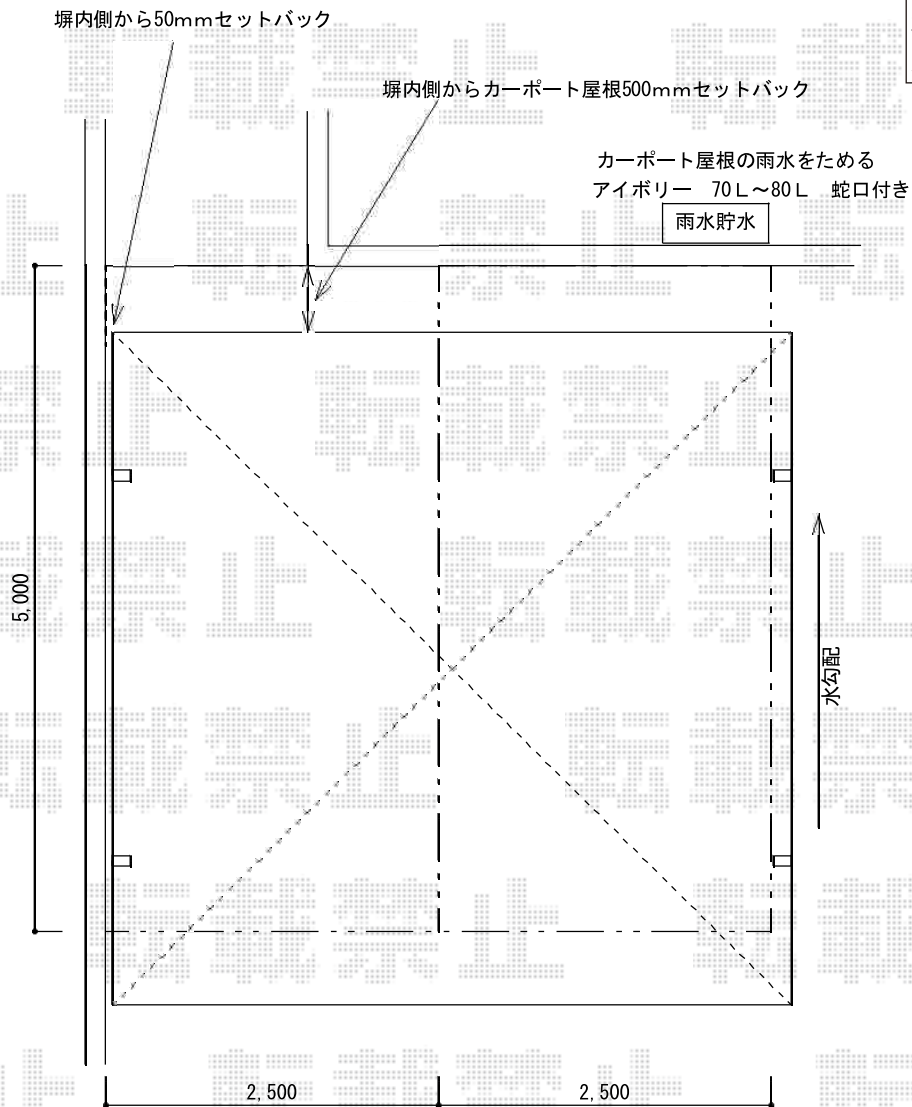 塀内側から50mmセットバック
塀内側からカーポート屋根500mmセットバック
カーポート屋根の雨水をためる
アイボリー 70L～80L 蛇口付き
雨水貯水
5,000
水勾配
2,500
2,500
転載禁止